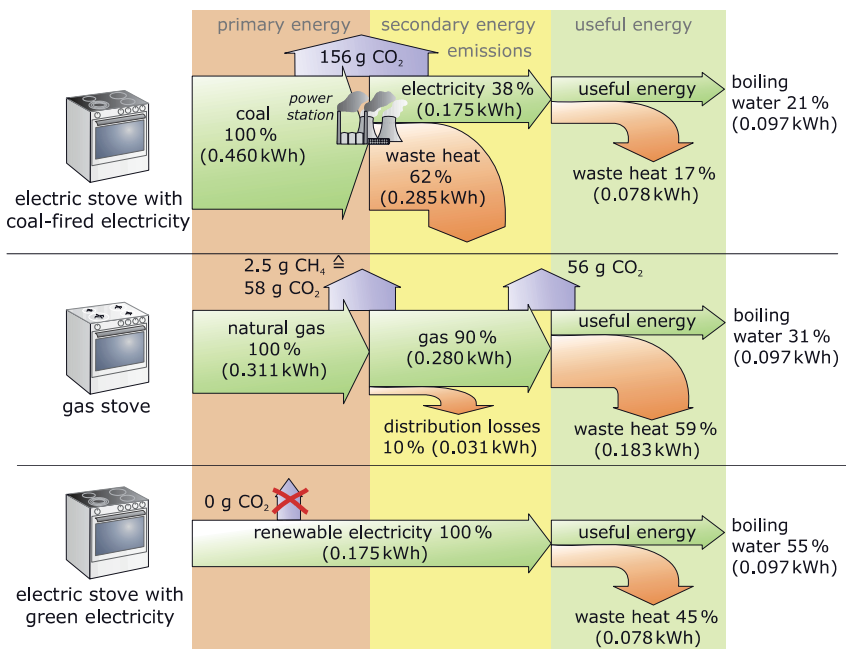 primary energy
secondary energy
useful energy
emissions
156 g CO₂
coal
100 %
(0.460 kWh)
power
station
electricity 38 %
(0.175 kWh)
waste heat
62 %
(0.285 kWh)
useful energy
waste heat 17 %
(0.078 kWh)
boiling
water 21 %
(0.097 kWh)
electric stove with
coal-fired electricity
2.5 g CH₄ ≙
58 g CO₂
56 g CO₂
natural gas
100 %
(0.311 kWh)
gas 90 %
(0.280 kWh)
distribution losses
10 % (0.031 kWh)
useful energy
waste heat 59 %
(0.183 kWh)
boiling
water 31 %
(0.097 kWh)
gas stove
0 g CO₂
renewable electricity 100 %
(0.175 kWh)
useful energy
waste heat 45 %
(0.078 kWh)
boiling
water 55 %
(0.097 kWh)
electric stove with
green electricity